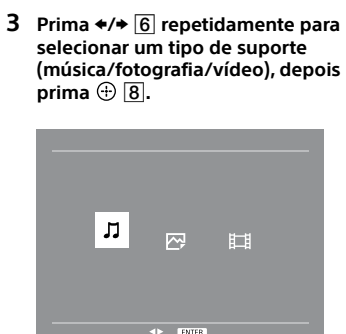 3 Prima ←/→ 6 repetidamente para
selecionar um tipo de suporte
(música/fotografia/vídeo), depois
prima ⊕ 8.
ENTER